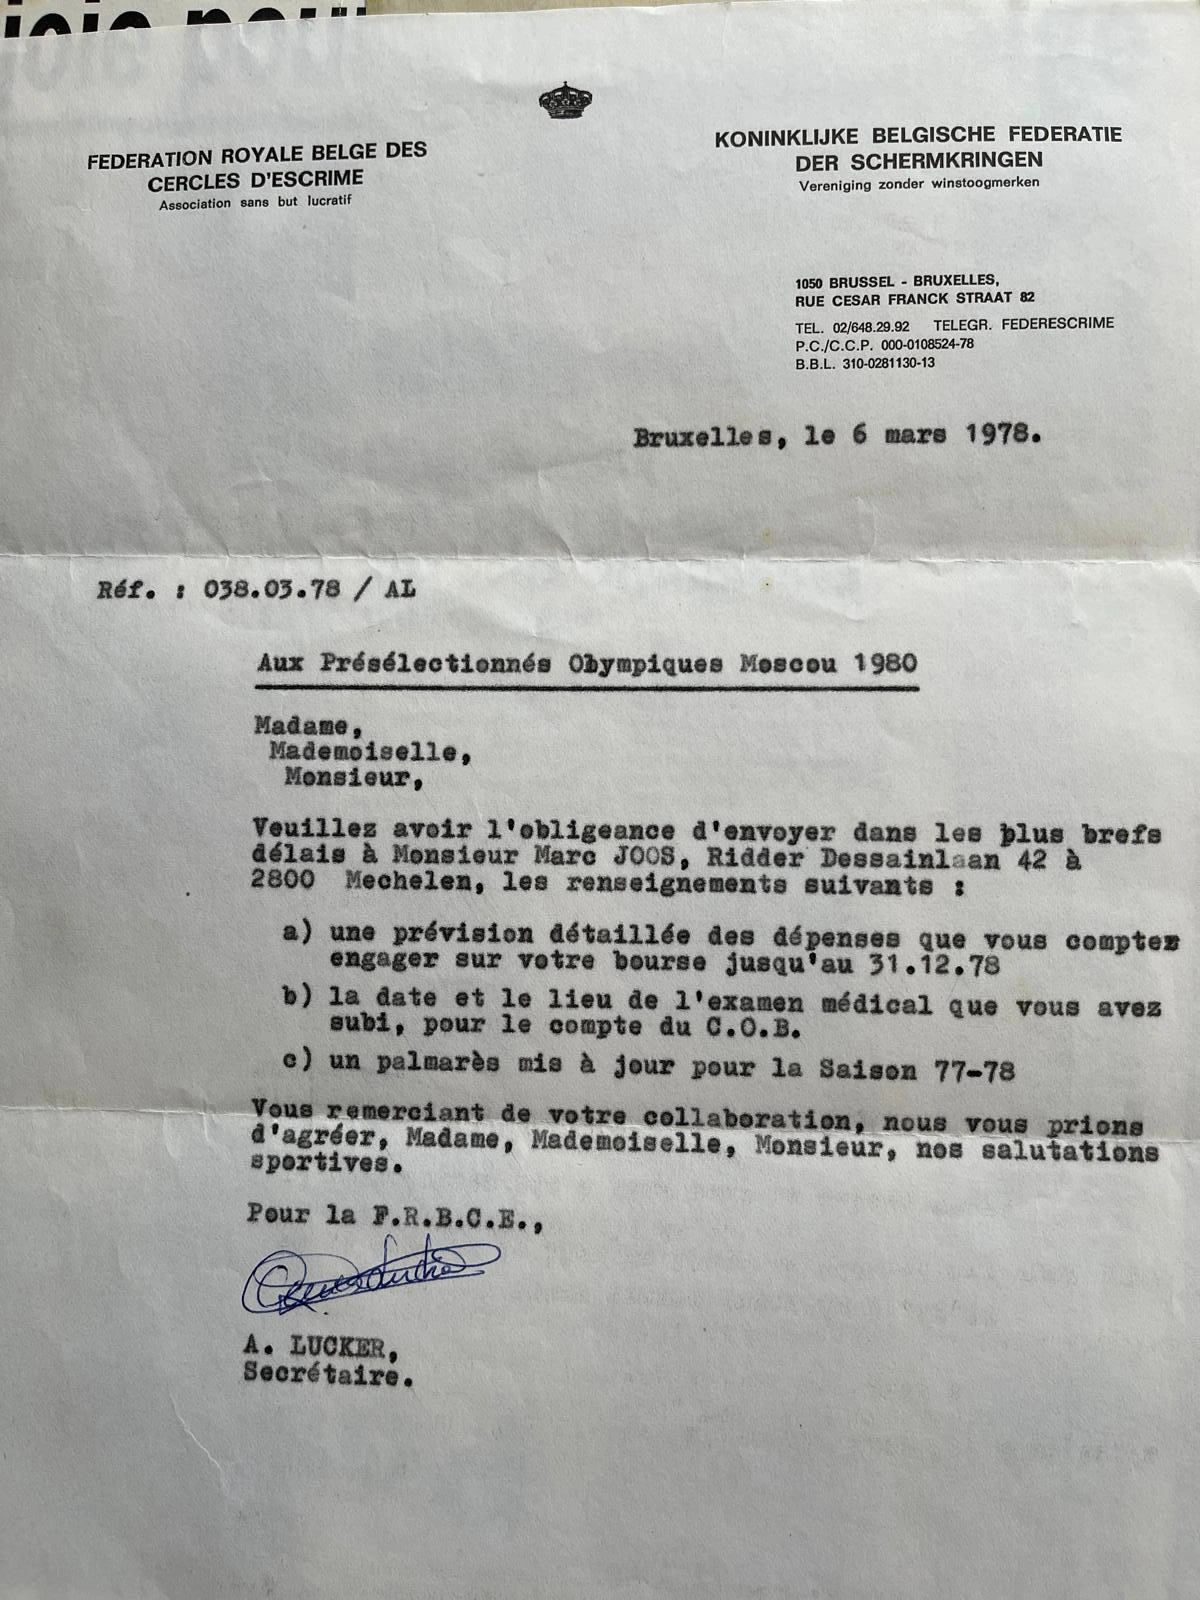 FEDERATION ROYALE BELGE DES
CERCLES D'ESCRIME
Association sans but lucratif
KONINKLIJKE BELGISCHE FEDERATIE
DER SCHERMKRINGEN
Vereniging zonder winstoogmerken
1050 BRUSSEL - BRUXELLES,
RUE CESAR FRANCK STRAAT 82
TEL. 02/648.29.92 TELEGR. FEDERESCRIME
P.C./C.C.P. 000-0108524-78
B.B.L. 310-0281130-13
Bruxelles, le 6 mars 1978.
Réf. : 038.03.78 / AL
Aux Présélectionnés Olympiques Moscou 1980
Madame,
Mademoiselle,
Monsieur,
Veuillez avoir l'obligeance d'envoyer dans les plus brefs
délais à Monsieur Marc JOOS, Ridder Dessainlaan 42 à
2800 Mechelen, les renseignements suivants :
a) une prévision détaillée des dépenses que vous comptez
engager sur votre bourse jusqu'au 31.12.78
b) la date et le lieu de l'examen médical que vous avez
subi, pour le compte du C.O.B.
c) un palmarès mis à jour pour la Saison 77-78
Vous remerciant de votre collaboration, nous vous prions
d'agréer, Madame, Mademoiselle, Monsieur, nos salutations
sportives.
Pour la F.R.B.C.E.,
A. LUCKER,
Secrétaire.